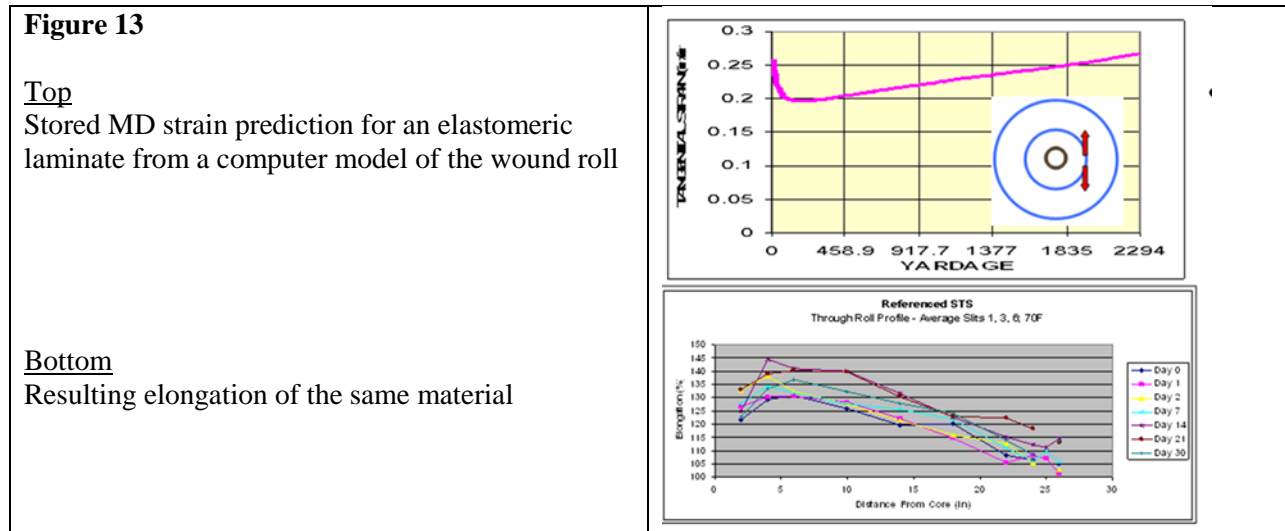 Figure 13
Top
Stored MD strain prediction for an elastomeric
laminate from a computer model of the wound roll
Bottom
Resulting elongation of the same material
0.3
0.25
0.2
0.15
0.1
0.05
0
0 458.9 917.7 1377 1835 2294
YARDAGE
Referenced STS
Through Roll Profile - Average Slits 1, 3, 6, 70F
Elongation (%)
150
145
140
135
130
125
120
115
110
105
100
0 5 10 15 20 25 30
Distance From Core (In)
Day 0
Day 1
Day 2
Day 7
Day 14
Day 21
Day 30